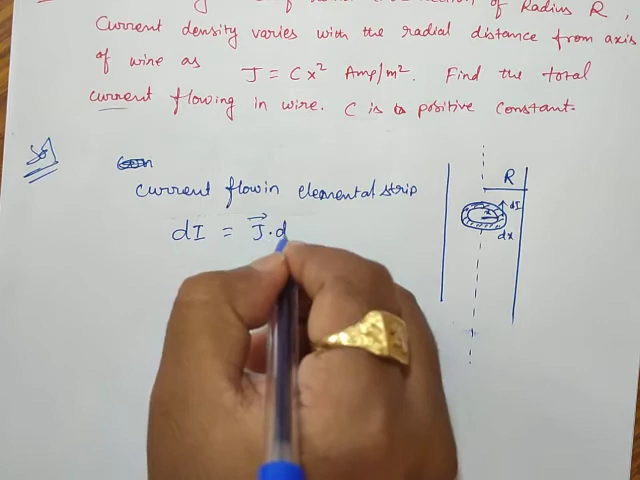 of Radius R,
Current density varies with the radial distance from axis
of wire as J = Cx² Amp/m². Find the total
current flowing in wire. C is positive constant.
Current flow in elemental strip
dI = J⃗·d
R
x
dI
dx